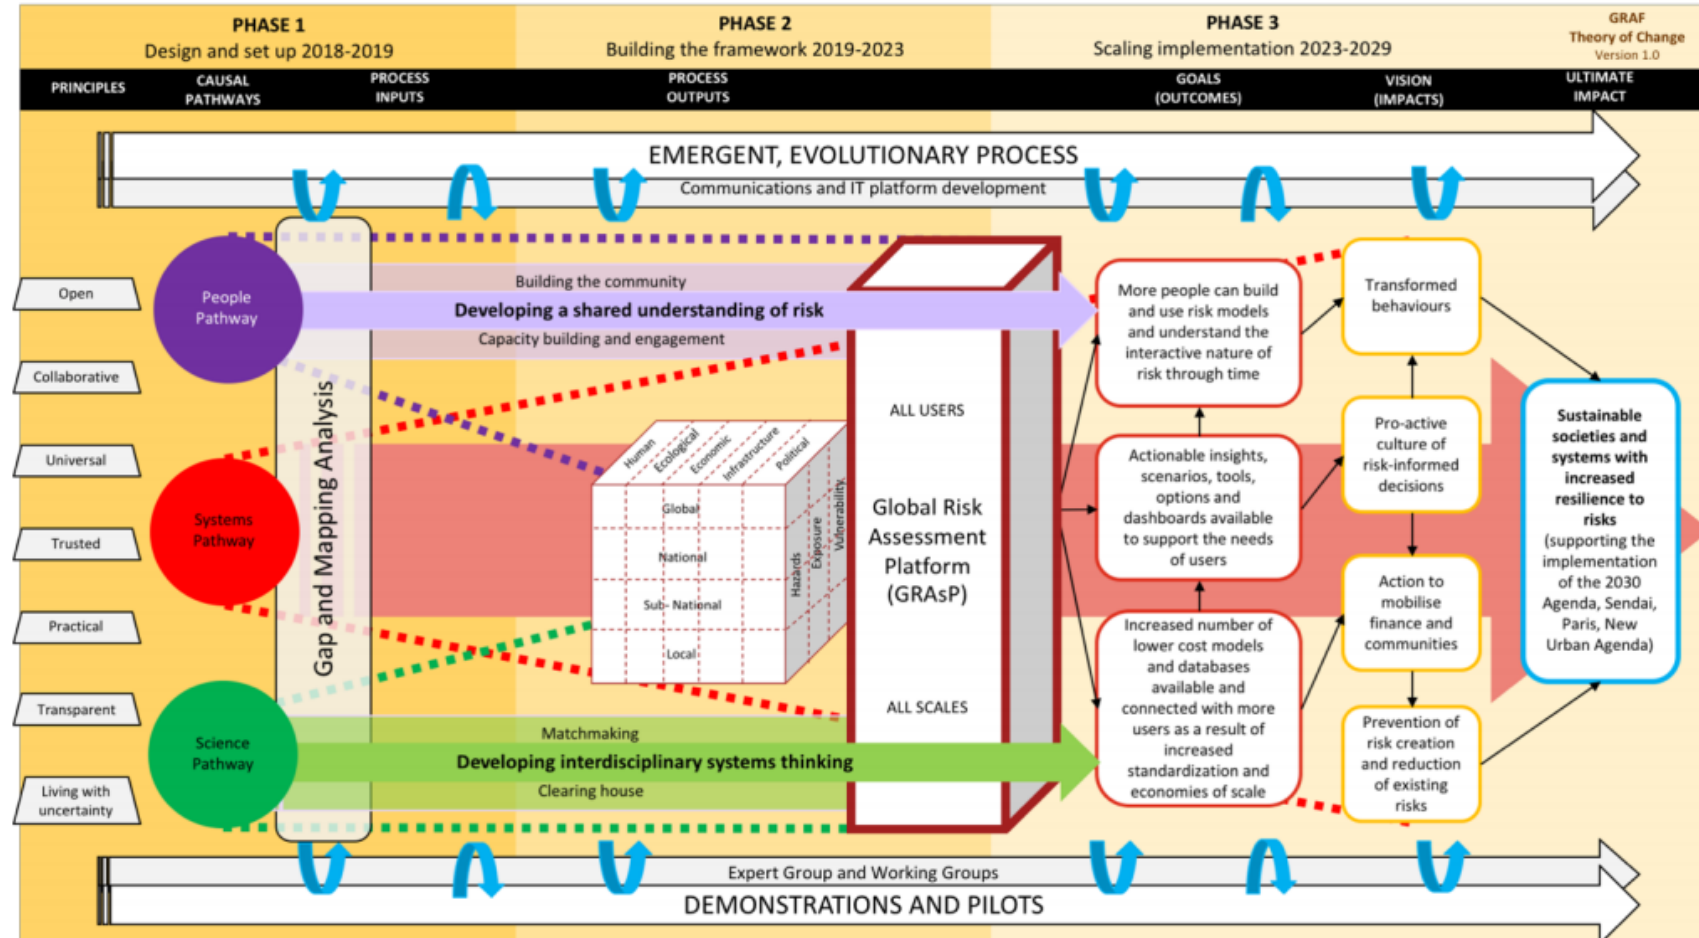 PHASE 1
Design and set up 2018-2019
PHASE 2
Building the framework 2019-2023
PHASE 3
Scaling implementation 2023-2029
GRAF
Theory of Change
Version 1.0
PRINCIPLES
CAUSAL
PATHWAYS
PROCESS
INPUTS
PROCESS
OUTPUTS
GOALS
(OUTCOMES)
VISION
(IMPACTS)
ULTIMATE
IMPACT
EMERGENT, EVOLUTIONARY PROCESS
Communications and IT platform development
Open
Collaborative
Universal
Trusted
Practical
Transparent
Living with
uncertainty
People
Pathway
Systems
Pathway
Science
Pathway
Gap and Mapping Analysis
Building the community
Developing a shared understanding of risk
Capacity building and engagement
Human
Ecological
Economic
Infrastructure
Political
Global
National
Sub- National
Local
Hazards
Exposure
Vulnerability
Matchmaking
Developing interdisciplinary systems thinking
Clearing house
ALL USERS
Global Risk
Assessment
Platform
(GRAsP)
ALL SCALES
More people can build
and use risk models
and understand the
interactive nature of
risk through time
Actionable insights,
scenarios, tools,
options and
dashboards available
to support the needs
of users
Increased number of
lower cost models
and databases
available and
connected with more
users as a result of
increased
standardization and
economies of scale
Transformed
behaviours
Pro-active
culture of
risk-informed
decisions
Action to
mobilise
finance and
communities
Prevention of
risk creation
and reduction
of existing
risks
Sustainable
societies and
systems with
increased
resilience to
risks
(supporting the
implementation
of the 2030
Agenda, Sendai,
Paris, New
Urban Agenda)
Expert Group and Working Groups
DEMONSTRATIONS AND PILOTS